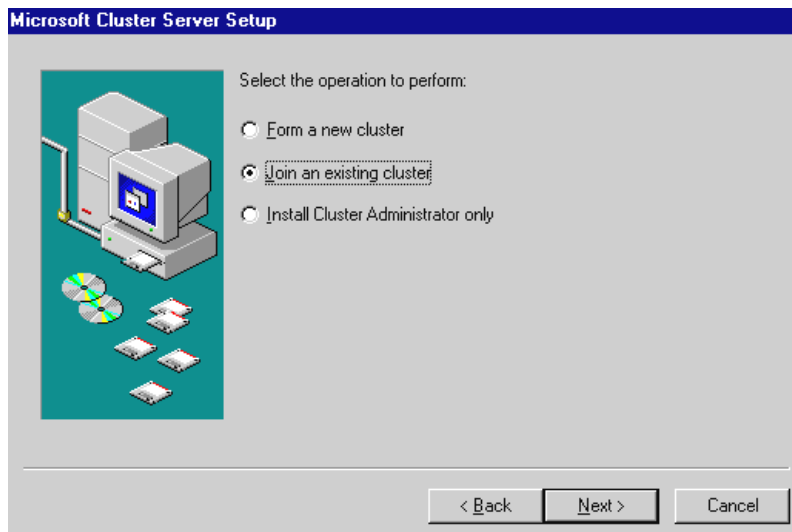 Microsoft Cluster Server Setup
Select the operation to perform:
Form a new cluster
Join an existing cluster
Install Cluster Administrator only
< Back
Next >
Cancel